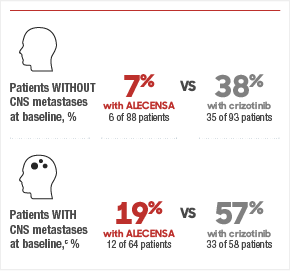 Patients WITHOUT
CNS metastases
at baseline, %
7%
with ALECENSA
6 of 88 patients
VS
38%
with crizotinib
35 of 93 patients
Patients WITH
CNS metastases
at baseline,ᶜ %
19%
with ALECENSA
12 of 64 patients
VS
57%
with crizotinib
33 of 58 patients